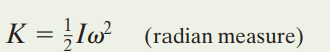 K = ½Iω² (radian measure)